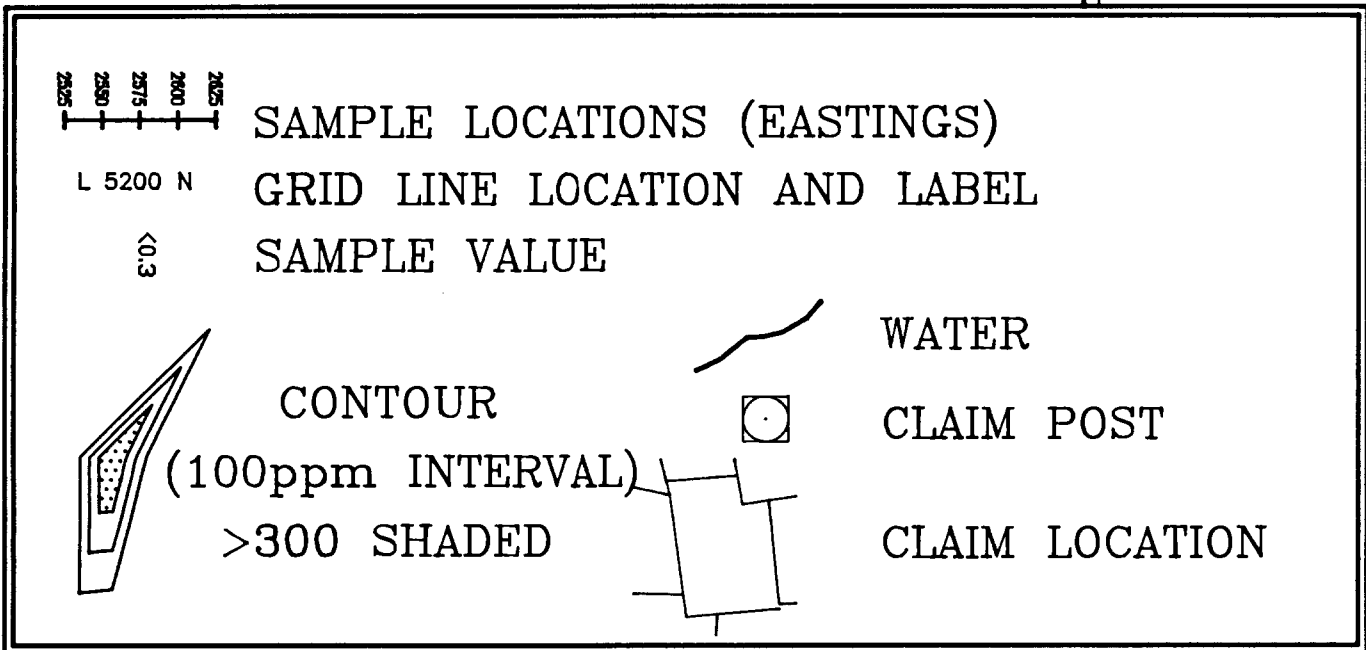 2525 2550 2575 2600 2625
SAMPLE LOCATIONS (EASTINGS)
L 5200 N GRID LINE LOCATION AND LABEL
<0.3 SAMPLE VALUE
WATER
CONTOUR
CLAIM POST
(100ppm INTERVAL)
>300 SHADED
CLAIM LOCATION